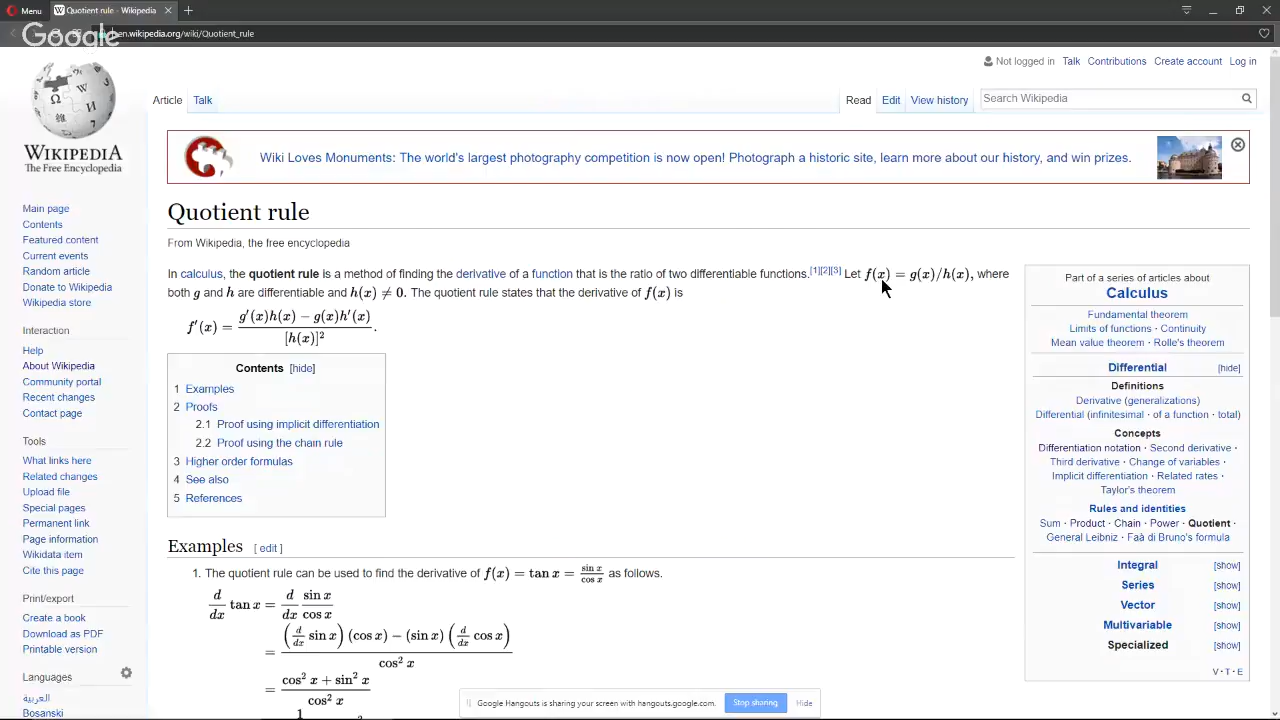 Menu
Quotient rule - Wikipedia
Google
en.wikipedia.org/wiki/Quotient_rule
Not logged in Talk Contributions Create account Log in
Article Talk Read Edit View history Search Wikipedia
WIKIPEDIA
The Free Encyclopedia
Wiki Loves Monuments: The world's largest photography competition is now open! Photograph a historic site, learn more about our history, and win prizes.
Main page
Contents
Featured content
Current events
Random article
Donate to Wikipedia
Wikipedia store
Interaction
Help
About Wikipedia
Community portal
Recent changes
Contact page
Tools
What links here
Related changes
Upload file
Special pages
Permanent link
Page information
Wikidata item
Cite this page
Print/export
Create a book
Download as PDF
Printable version
Languages
العربية
Bosanski
Quotient rule
From Wikipedia, the free encyclopedia
In calculus, the quotient rule is a method of finding the derivative of a function that is the ratio of two differentiable functions.[1][2][3] Let f(x) = g(x)/h(x), where
both g and h are differentiable and h(x) ≠ 0. The quotient rule states that the derivative of f(x) is
f′(x) = (g′(x)h(x) − g(x)h′(x)) / [h(x)]².
Contents [hide]
1 Examples
2 Proofs
2.1 Proof using implicit differentiation
2.2 Proof using the chain rule
3 Higher order formulas
4 See also
5 References
Examples [ edit ]
1. The quotient rule can be used to find the derivative of f(x) = tan x = sin x / cos x as follows.
d/dx tan x = d/dx sin x / cos x
= ((d/dx sin x)(cos x) − (sin x)(d/dx cos x)) / cos² x
= (cos² x + sin² x) / cos² x
1
Part of a series of articles about
Calculus
Fundamental theorem
Limits of functions · Continuity
Mean value theorem · Rolle's theorem
Differential [hide]
Definitions
Derivative (generalizations)
Differential (infinitesimal · of a function · total)
Concepts
Differentiation notation · Second derivative ·
Third derivative · Change of variables ·
Implicit differentiation · Related rates ·
Taylor's theorem
Rules and identities
Sum · Product · Chain · Power · Quotient ·
General Leibniz · Faà di Bruno's formula
Integral [show]
Series [show]
Vector [show]
Multivariable [show]
Specialized [show]
V · T · E
Google Hangouts is sharing your screen with hangouts.google.com. Stop sharing Hide